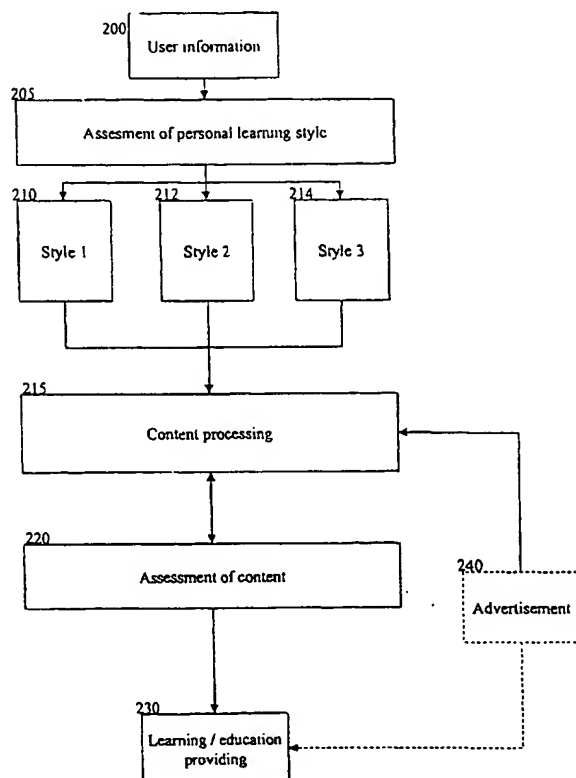 200
User information
205
Assesment of personal learning style
210
212
214
Style 1
Style 2
Style 3
215
Content processing
220
Assessment of content
240
Advertisement
230
Learning / education
providing